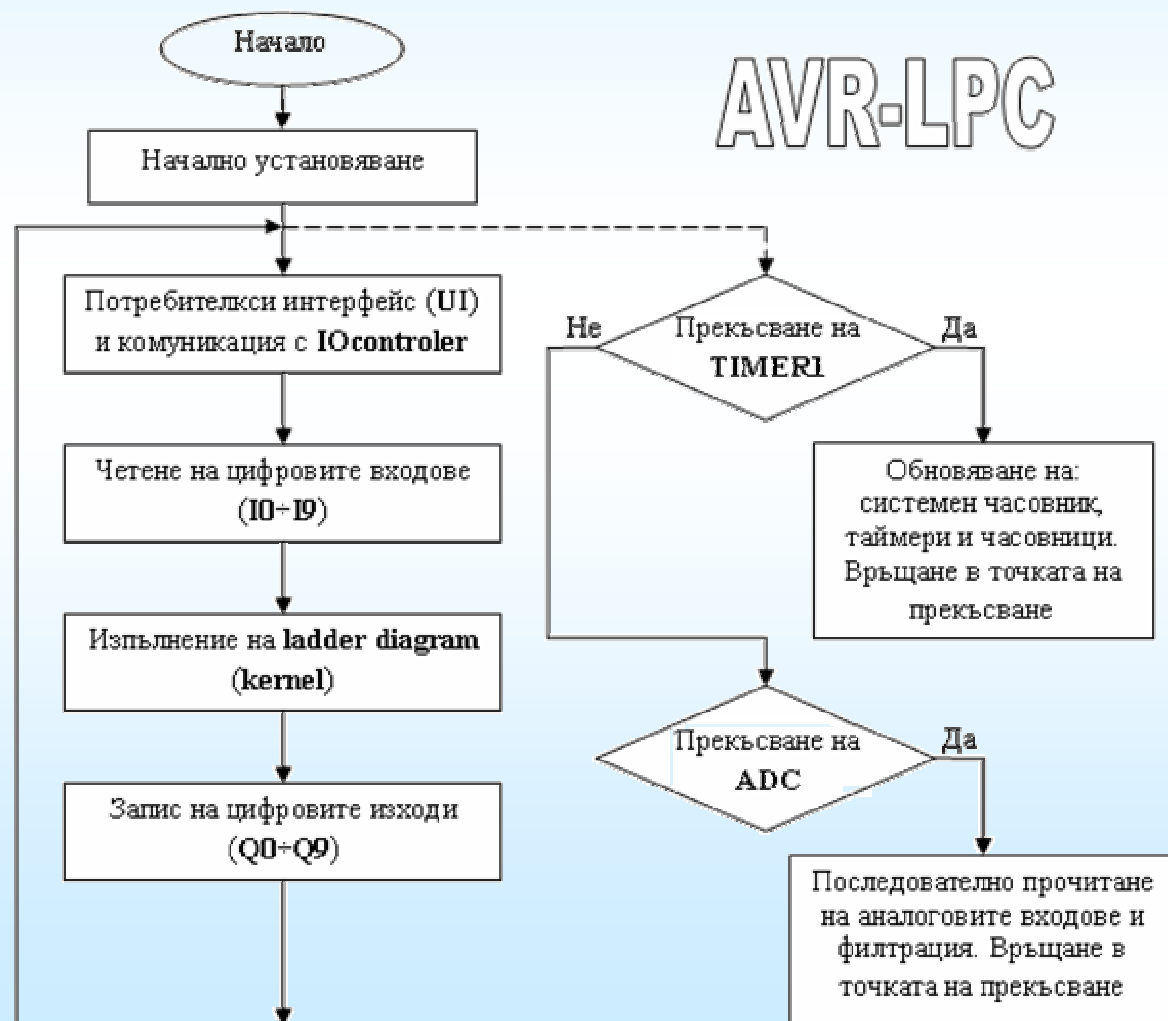 Начало
AVR-LPC
Начално установяване
Потребителкси интерфейс (UI)
и комуникация с IOcontroler
Четене на цифровите входове
(I0÷I9)
Изпълнение на ladder diagram
(kernel)
Запис на цифровите изходи
(Q0÷Q9)
Не
Прекъсване на
TIMER1
Да
Обновяване на:
системен часовник,
таймери и часовници.
Връщане в точката на
прекъсване
Прекъсване на
ADC
Да
Последователно прочитане
на аналоговите входове и
филтрация. Връщане в
точката на прекъсване